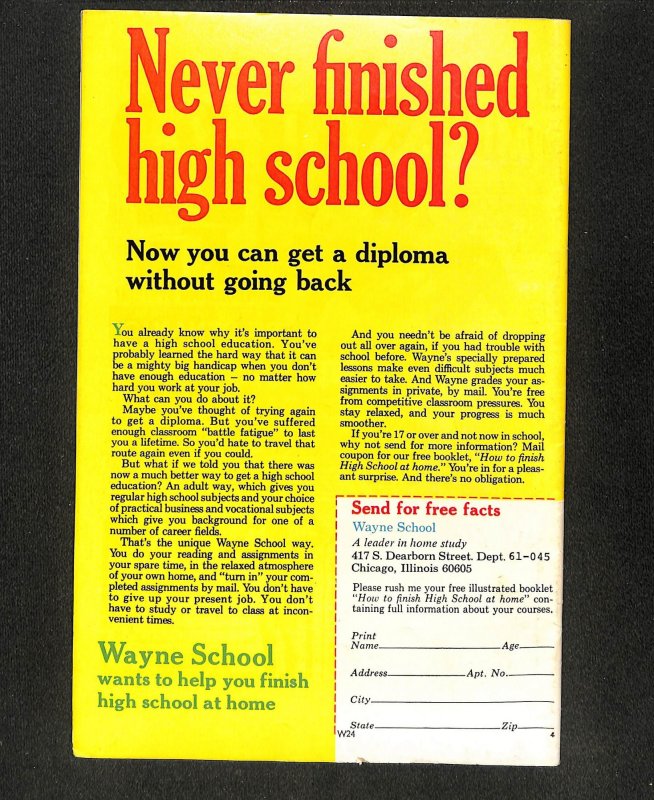 Never finished
high school?
Now you can get a diploma
without going back
You already know why it's important to
have a high school education. You've
probably learned the hard way that it can
be a mighty big handicap when you don't
have enough education – no matter how
hard you work at your job.
What can you do about it?
Maybe you've thought of trying again
to get a diploma. But you've suffered
enough classroom "battle fatigue" to last
you a lifetime. So you'd hate to travel that
route again even if you could.
But what if we told you that there was
now a much better way to get a high school
education? An adult way, which gives you
regular high school subjects and your choice
of practical business and vocational subjects
which give you background for one of a
number of career fields.
That's the unique Wayne School way.
You do your reading and assignments in
your spare time, in the relaxed atmosphere
of your own home, and "turn in" your com-
pleted assignments by mail. You don't have
to give up your present job. You don't
have to study or travel to class at incon-
venient times.
Wayne School
wants to help you finish
high school at home
And you needn't be afraid of dropping
out all over again, if you had trouble with
school before. Wayne's specially prepared
lessons make even difficult subjects much
easier to take. And Wayne grades your as-
signments in private, by mail. You're free
from competitive classroom pressures. You
stay relaxed, and your progress is much
smoother.
If you're 17 or over and not now in school,
why not send for more information? Mail
coupon for our free booklet, "How to finish
High School at home." You're in for a pleas-
ant surprise. And there's no obligation.
Send for free facts
Wayne School
A leader in home study
417 S. Dearborn Street. Dept. 61-045
Chicago, Illinois 60605
Please rush me your free illustrated booklet
"How to finish High School at home" con-
taining full information about your courses.
Print
Name Age
Address Apt. No.
City
State Zip
W24 4